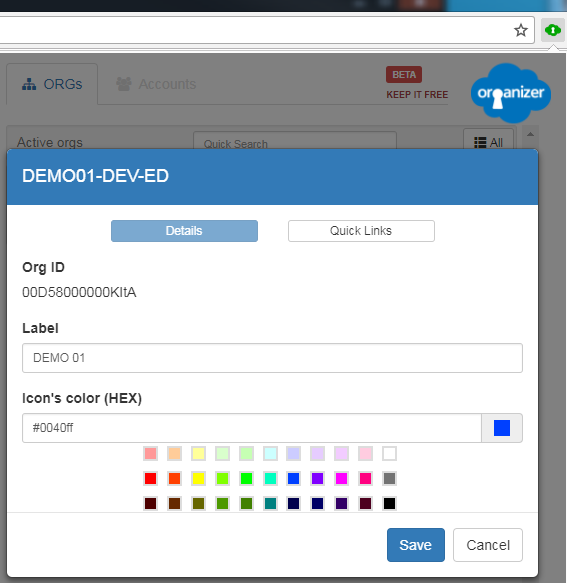 ORGs
Accounts
BETA
KEEP IT FREE
organizer
Active orgs
Quick Search
All
DEMO01-DEV-ED
Details
Quick Links
Org ID
00D58000000KItA
Label
DEMO 01
Icon's color (HEX)
#0040ff
Save
Cancel